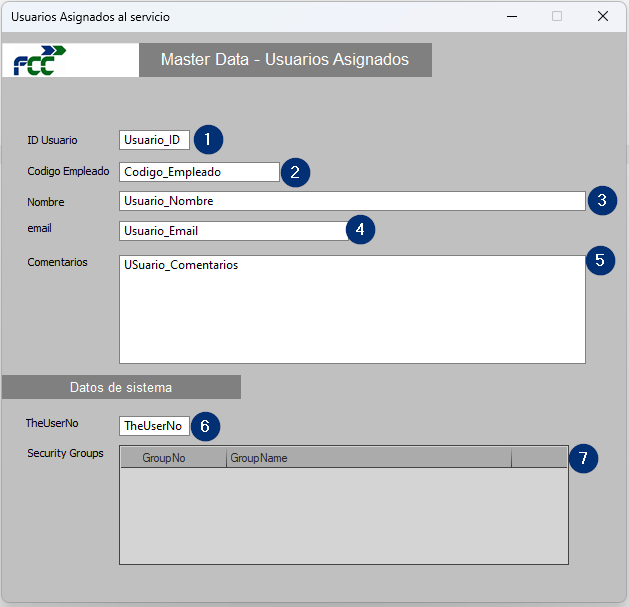 Usuarios Asignados al servicio
FCC
Master Data - Usuarios Asignados
ID Usuario Usuario_ID 1
Codigo Empleado Codigo_Empleado 2
Nombre Usuario_Nombre 3
email Usuario_Email 4
Comentarios USuario_Comentarios 5
Datos de sistema
TheUserNo TheUserNo 6
Security Groups GroupNo GroupName 7